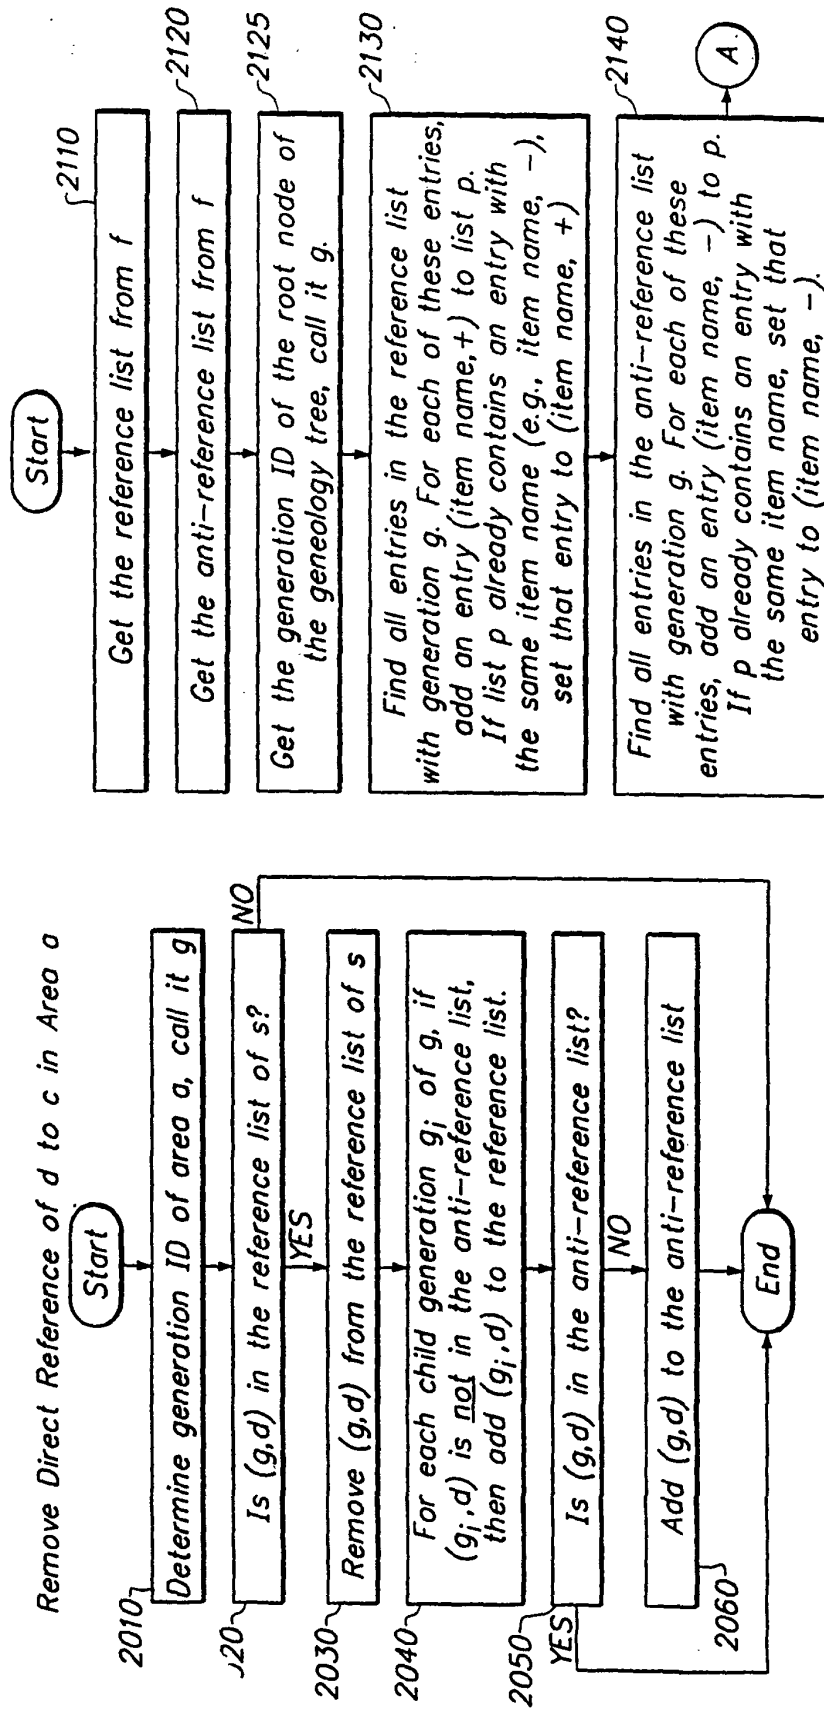 Remove Direct Reference of d to c in Area a
Start
2010
Determine generation ID of area a, call it g
20
Is (g,d) in the reference list of s?
NO
YES
2030
Remove (g,d) from the reference list of s
2040
For each child generation gi of g, if
(gi,d) is not in the anti-reference list,
then add (gi,d) to the reference list.
2050
Is (g,d) in the anti-reference list?
YES
NO
2060
Add (g,d) to the anti-reference list
End
Start
2110
Get the reference list from f
2120
Get the anti-reference list from f
2125
Get the generation ID of the root node of
the geneology tree, call it g.
2130
Find all entries in the reference list
with generation g. For each of these entries,
add an entry (item name,+) to list p.
If list p already contains an entry with
the same item name (e.g., item name, -),
set that entry to (item name, +)
2140
Find all entries in the anti-reference list
with generation g. For each of these
entries, add an entry (item name, -) to p.
If p already contains an entry with
the same item name, set that
entry to (item name, -).
A